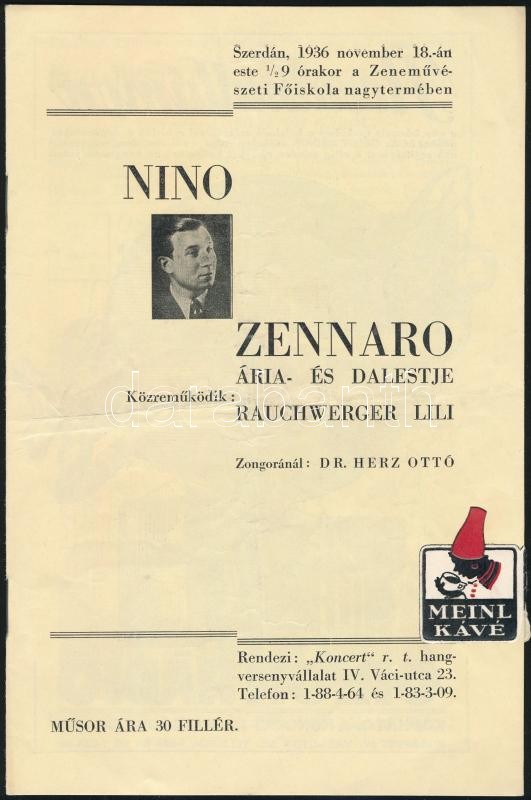 Szerdán, 1936 november 18.-án
este ½9 órakor a Zeneművé-
szeti Főiskola nagytermében
NINO
ZENNARO
ÁRIA- ÉS DALESTJE
Közreműködik:
RAUCHWERGER LILI
Zongoránál: DR. HERZ OTTÓ
MEINL
KÁVÉ
Rendezi: „Koncert" r. t. hang-
versenyvállalat IV. Váci-utca 23.
Telefon: 1-88-4-64 és 1-83-3-09.
MŰSOR ÁRA 30 FILLÉR.
darabanth